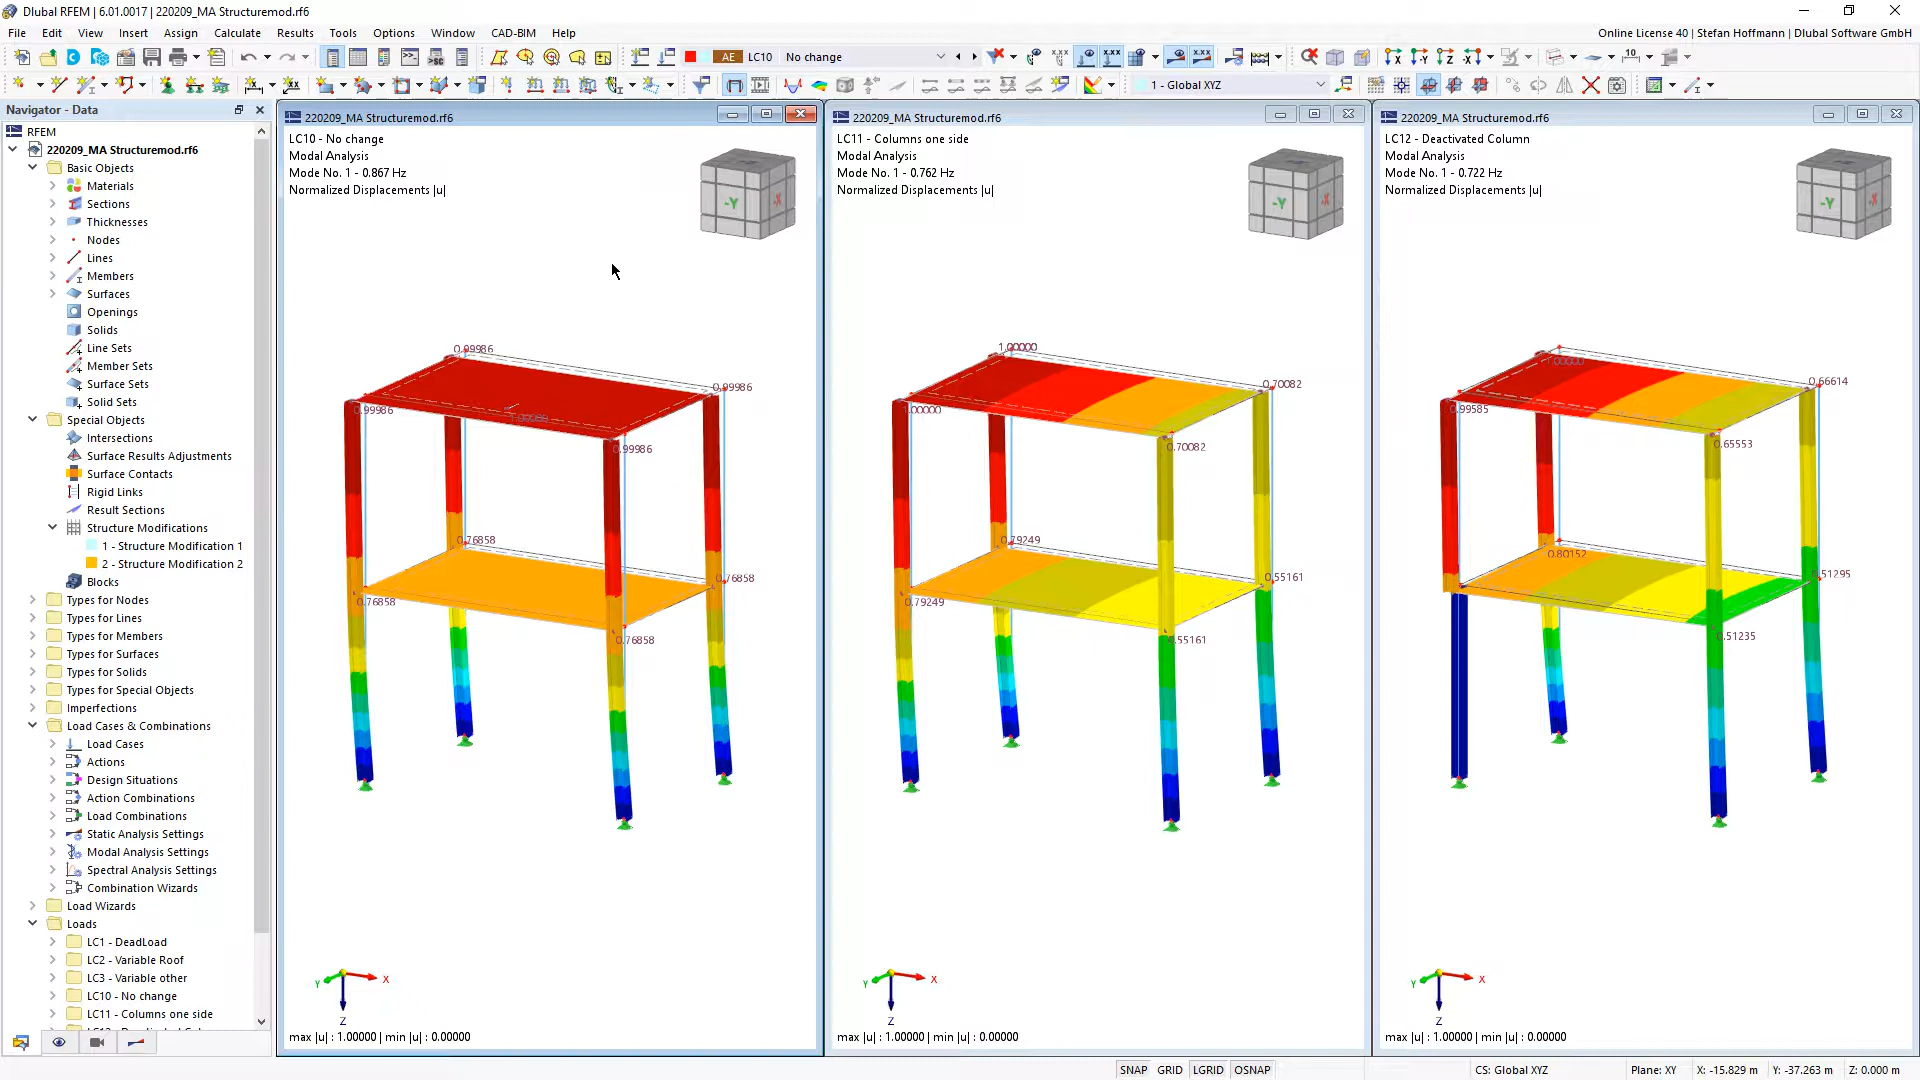 Dlubal RFEM | 6.01.0017 | 220209_MA Structuremod.rf6
File Edit View Insert Assign Calculate Results Tools Options Window CAD-BIM Help
Online License 40 | Stefan Hoffmann | Dlubal Software GmbH
AE LC10 No change
1 - Global XYZ
Navigator - Data
RFEM
220209_MA Structuremod.rf6
Basic Objects
Materials
Sections
Thicknesses
Nodes
Lines
Members
Surfaces
Openings
Solids
Line Sets
Member Sets
Surface Sets
Solid Sets
Special Objects
Intersections
Surface Results Adjustments
Surface Contacts
Rigid Links
Result Sections
Structure Modifications
1 - Structure Modification 1
2 - Structure Modification 2
Blocks
Types for Nodes
Types for Lines
Types for Members
Types for Surfaces
Types for Solids
Types for Special Objects
Imperfections
Load Cases & Combinations
Load Cases
Actions
Design Situations
Action Combinations
Load Combinations
Static Analysis Settings
Modal Analysis Settings
Spectral Analysis Settings
Combination Wizards
Load Wizards
Loads
LC1 - DeadLoad
LC2 - Variable Roof
LC3 - Variable other
LC10 - No change
LC11 - Columns one side
220209_MA Structuremod.rf6
LC10 - No change
Modal Analysis
Mode No. 1 - 0.867 Hz
Normalized Displacements |u|
-Y -X
0.99986
0.99986
0.99986
0.99986
0.76858
0.76858
0.76858
0.76858
X
Y
Z
max |u| : 1.00000 | min |u| : 0.00000
220209_MA Structuremod.rf6
LC11 - Columns one side
Modal Analysis
Mode No. 1 - 0.762 Hz
Normalized Displacements |u|
-Y -X
1.00000
0.70082
1.00000
0.70082
0.79249
0.55161
0.79249
0.55161
X
Y
Z
max |u| : 1.00000 | min |u| : 0.00000
220209_MA Structuremod.rf6
LC12 - Deactivated Column
Modal Analysis
Mode No. 1 - 0.722 Hz
Normalized Displacements |u|
-Y -X
1.00000
0.66614
0.99585
0.65553
0.80152
0.51295
0.51235
X
Y
Z
max |u| : 1.00000 | min |u| : 0.00000
SNAP GRID LGRID OSNAP
CS: Global XYZ
Plane: XY
X: -15.829 m Y: -37.263 m Z: 0.000 m